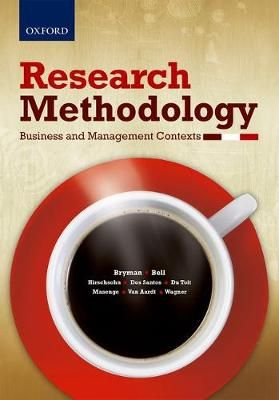 OXFORD
Research
Methodology
Business and Management Contexts
Bryman • Bell
Hirschsohn • Dos Santos • Du Toit
Masenge • Van Aardt • Wagner